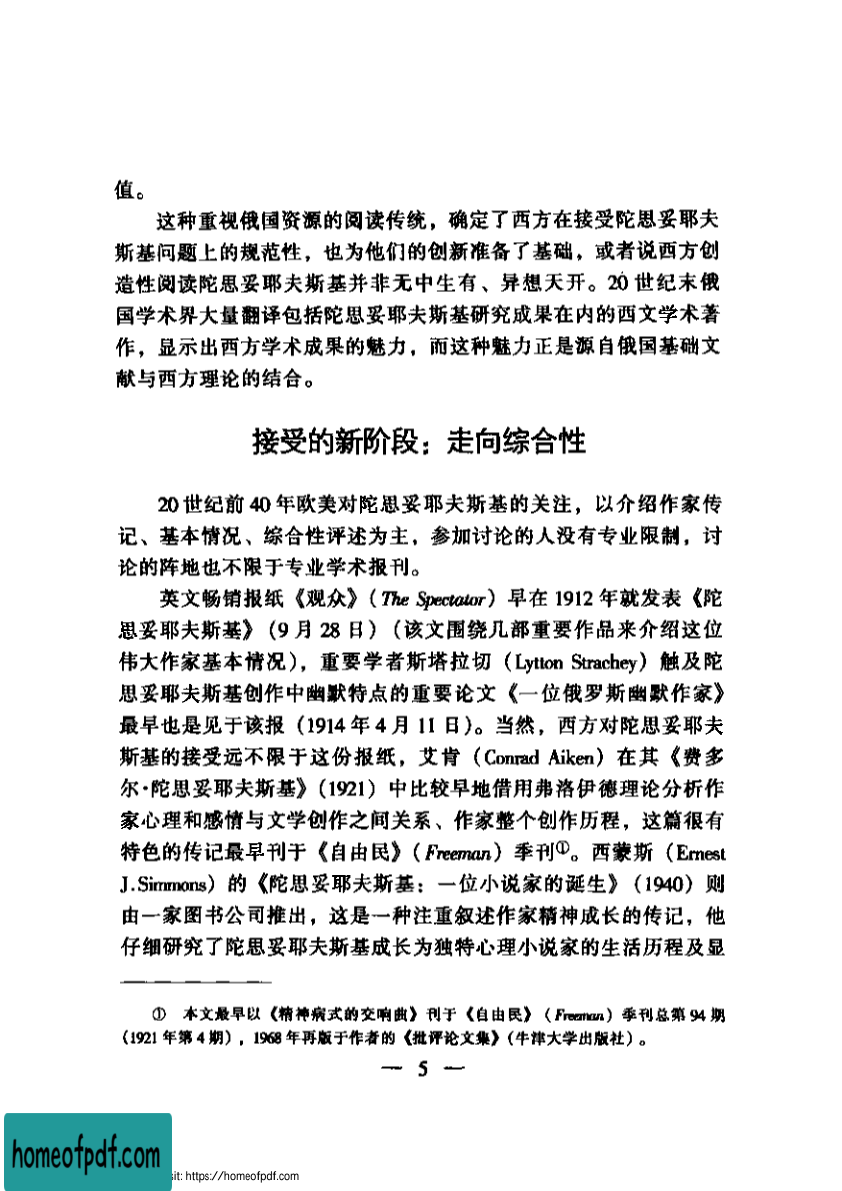 值。
这种重视俄国资源的阅读传统，确定了西方在接受陀思妥耶夫
斯基问题上的规范性，也为他们的创新准备了基础，或者说西方创
造性阅读陀思妥耶夫斯基并非无中生有、异想天开。20 世纪末俄
国学术界大量翻译包括陀思妥耶夫斯基研究成果在内的西文学术著
作，显示出西方学术成果的魅力，而这种魅力正是源自俄国基础文
献与西方理论的结合。
接受的新阶段：走向综合性
20 世纪前 40 年欧美对陀思妥耶夫斯基的关注，以介绍作家传
记、基本情况、综合性评述为主，参加讨论的人没有专业限制，讨
论的阵地也不限于专业学术报刊。
英文畅销报纸《观众》（The Spectator）早在 1912 年就发表《陀
思妥耶夫斯基》（9 月 28 日）（该文围绕几部重要作品来介绍这位
伟大作家基本情况），重要学者斯塔拉切（Lytton Strachey）触及陀
思妥耶夫斯基创作中幽默特点的重要论文《一位俄罗斯幽默作家》
最早也是见于该报（1914 年 4 月 11 日）。当然，西方对陀思妥耶夫
斯基的接受远不限于这份报纸，艾肯（Conrad Aiken）在其《费多
尔·陀思妥耶夫斯基》（1921）中比较早地借用弗洛伊德理论分析作
家心理和感情与文学创作之间关系、作家整个创作历程，这篇很有
特色的传记最早刊于《自由民》（Freeman）季刊①。西蒙斯（Ernest
J.Simmons）的《陀思妥耶夫斯基：一位小说家的诞生》（1940）则
由一家图书公司推出，这是一种注重叙述作家精神成长的传记，他
仔细研究了陀思妥耶夫斯基成长为独特心理小说家的生活历程及显
① 本文最早以《精神病式的交响曲》刊于《自由民》（Freeman）季刊总第 94 期
（1921 年第 4 期），1968 年再版于作者的《批评论文集》（牛津大学出版社）。
— 5 —
homeofpdf.com
sit: https://homeofpdf.com